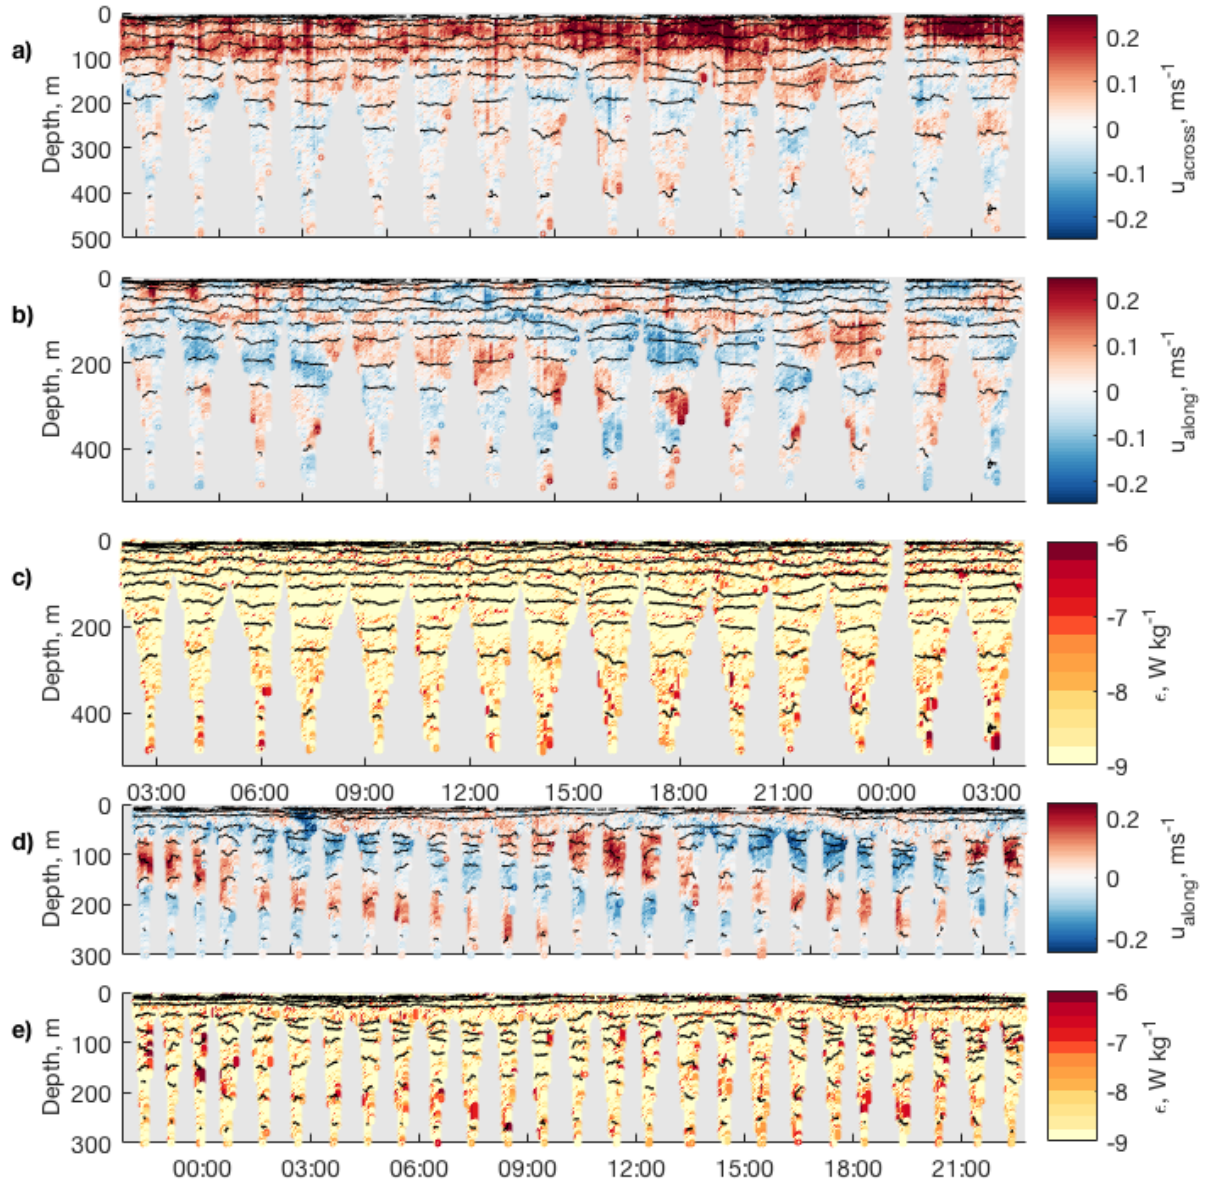 a)
0
100
200
300
400
500
Depth, m
0.2
0.1
0
-0.1
-0.2
u_across, ms⁻¹
b)
0
200
400
Depth, m
0.2
0.1
0
-0.1
-0.2
u_along, ms⁻¹
c)
0
200
400
Depth, m
-6
-7
-8
-9
ϵ, W kg⁻¹
03:00 06:00 09:00 12:00 15:00 18:00 21:00 00:00 03:00
d)
0
100
200
300
Depth, m
0.2
0
-0.2
u_along, ms⁻¹
e)
0
100
200
300
Depth, m
-6
-7
-8
-9
ϵ, W kg⁻¹
00:00 03:00 06:00 09:00 12:00 15:00 18:00 21:00